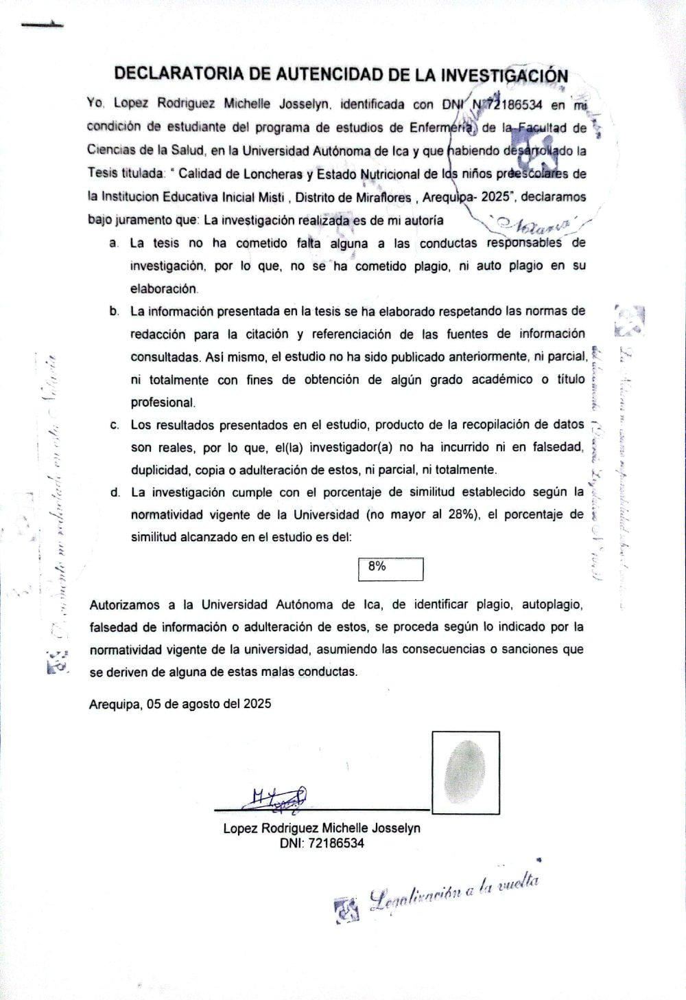 DECLARATORIA DE AUTENCIDAD DE LA INVESTIGACIÓN
Yo, Lopez Rodriguez Michelle Josselyn, identificada con DNI N°72186534 en mi
condición de estudiante del programa de estudios de Enfermería, de la Facultad de
Ciencias de la Salud, en la Universidad Autónoma de Ica y que habiendo desarrollado la
Tesis titulada: “ Calidad de Loncheras y Estado Nutricional de los niños preescolares de
la Institucion Educativa Inicial Misti , Distrito de Miraflores , Arequipa- 2025”, declaramos
bajo juramento que: La investigación realizada es de mi autoría
Notaria
a. La tesis no ha cometido falta alguna a las conductas responsables de
investigación, por lo que, no se ha cometido plagio, ni auto plagio en su
elaboración.
b. La información presentada en la tesis se ha elaborado respetando las normas de
redacción para la citación y referenciación de las fuentes de información
consultadas. Así mismo, el estudio no ha sido publicado anteriormente, ni parcial,
ni totalmente con fines de obtención de algún grado académico o título
profesional.
c. Los resultados presentados en el estudio, producto de la recopilación de datos
son reales, por lo que, el(la) investigador(a) no ha incurrido ni en falsedad,
duplicidad, copia o adulteración de estos, ni parcial, ni totalmente.
d. La investigación cumple con el porcentaje de similitud establecido según la
normatividad vigente de la Universidad (no mayor al 28%), el porcentaje de
similitud alcanzado en el estudio es del:
8%
Documento no redactado en esta Notaria
La Notaria no asume responsabilidad sobre el
del documento
Autorizamos a la Universidad Autónoma de Ica, de identificar plagio, autoplagio,
falsedad de información o adulteración de estos, se proceda según lo indicado por la
normatividad vigente de la universidad, asumiendo las consecuencias o sanciones que
se deriven de alguna de estas malas conductas.
Arequipa, 05 de agosto del 2025
Lopez Rodriguez Michelle Josselyn
DNI: 72186534
Legalización a la vuelta